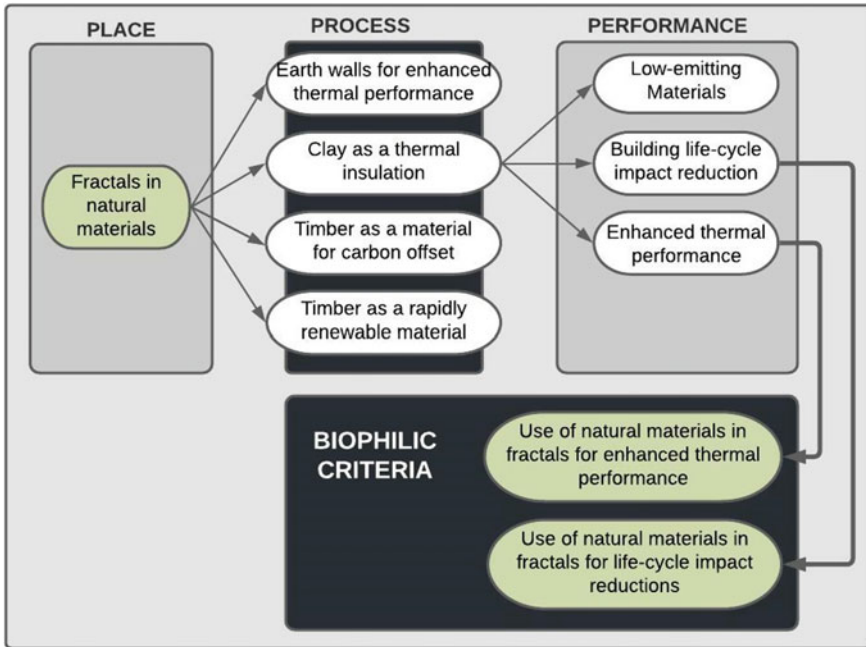 PLACE
PROCESS
PERFORMANCE
Fractals in
natural
materials
Earth walls for enhanced
thermal performance
Clay as a thermal
insulation
Timber as a material
for carbon offset
Timber as a rapidly
renewable material
Low-emitting
Materials
Building life-cycle
impact reduction
Enhanced thermal
performance
BIOPHILIC
CRITERIA
Use of natural materials in
fractals for enhanced thermal
performance
Use of natural materials in
fractals for life-cycle impact
reductions